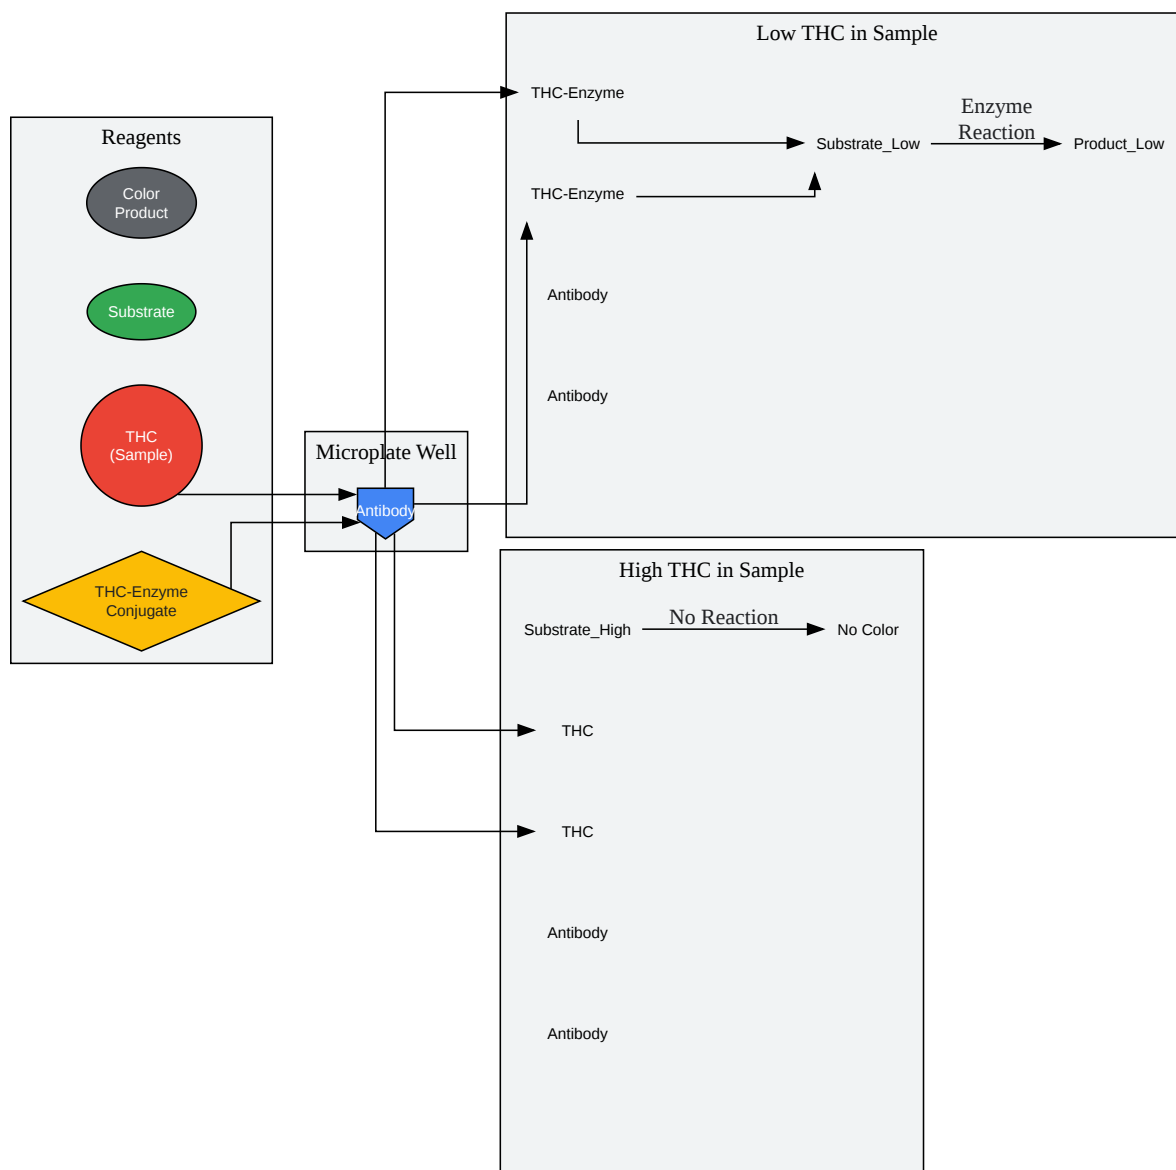 Reagents
Color
Product
Substrate
THC
(Sample)
THC-Enzyme
Conjugate
Microplate Well
Antibody
Low THC in Sample
THC-Enzyme
Substrate_Low
Enzyme
Reaction
Product_Low
THC-Enzyme
Antibody
Antibody
High THC in Sample
Substrate_High
No Reaction
No Color
THC
THC
Antibody
Antibody